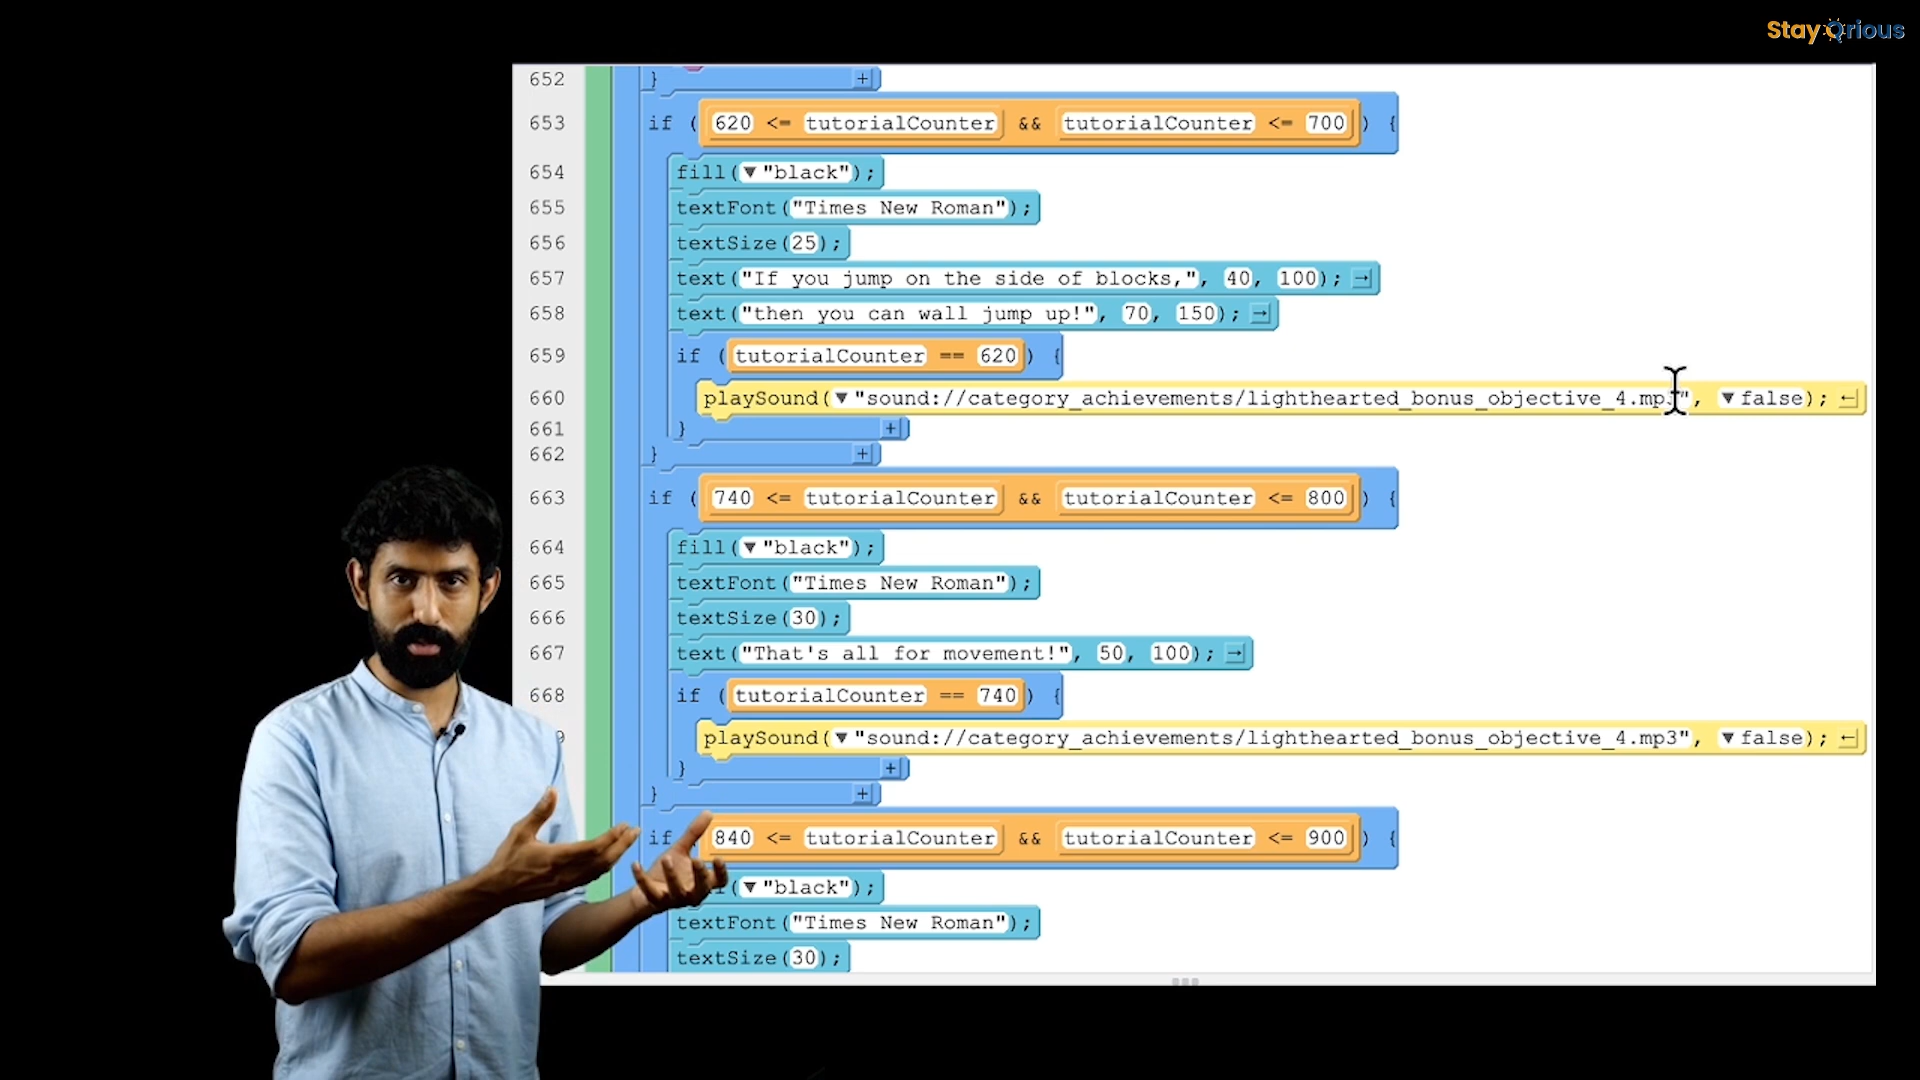 Stay Qrious
652 }
653 if ( 620 <= tutorialCounter && tutorialCounter <= 700 ) {
654 fill( ▼ "black");
655 textFont("Times New Roman");
656 textSize(25);
657 text("If you jump on the side of blocks,", 40, 100); →
658 text("then you can wall jump up!", 70, 150); →
659 if ( tutorialCounter == 620 ) {
660 playSound( ▼ "sound://category_achievements/lighthearted_bonus_objective_4.mp3", ▼ false); ←
661 } +
662 } +
663 if ( 740 <= tutorialCounter && tutorialCounter <= 800 ) {
664 fill( ▼ "black");
665 textFont("Times New Roman");
666 textSize(30);
667 text("That's all for movement!", 50, 100); →
668 if ( tutorialCounter == 740 ) {
9 playSound( ▼ "sound://category_achievements/lighthearted_bonus_objective_4.mp3", ▼ false); ←
} +
} +
if 840 <= tutorialCounter && tutorialCounter <= 900 ) {
( ▼ "black");
textFont("Times New Roman");
textSize(30);